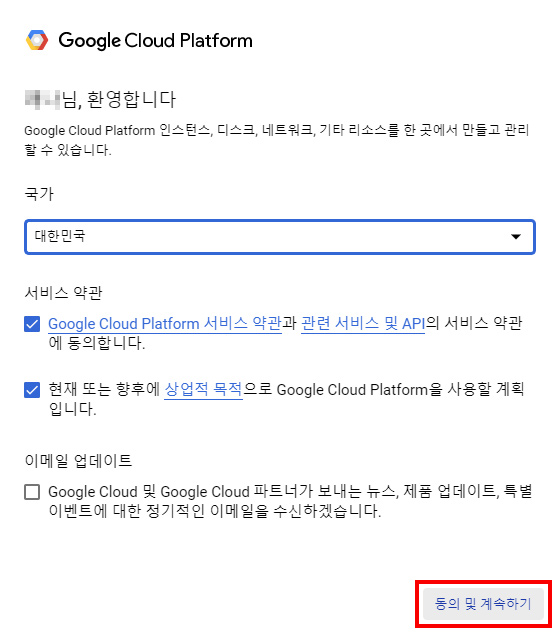 Google Cloud Platform
님, 환영합니다
Google Cloud Platform 인스턴스, 디스크, 네트워크, 기타 리소스를 한 곳에서 만들고 관리
할 수 있습니다.
국가
대한민국
서비스 약관
Google Cloud Platform 서비스 약관과 관련 서비스 및 API의 서비스 약관
에 동의합니다.
현재 또는 향후에 상업적 목적으로 Google Cloud Platform을 사용할 계획
입니다.
이메일 업데이트
Google Cloud 및 Google Cloud 파트너가 보내는 뉴스, 제품 업데이트, 특별
이벤트에 대한 정기적인 이메일을 수신하겠습니다.
동의 및 계속하기